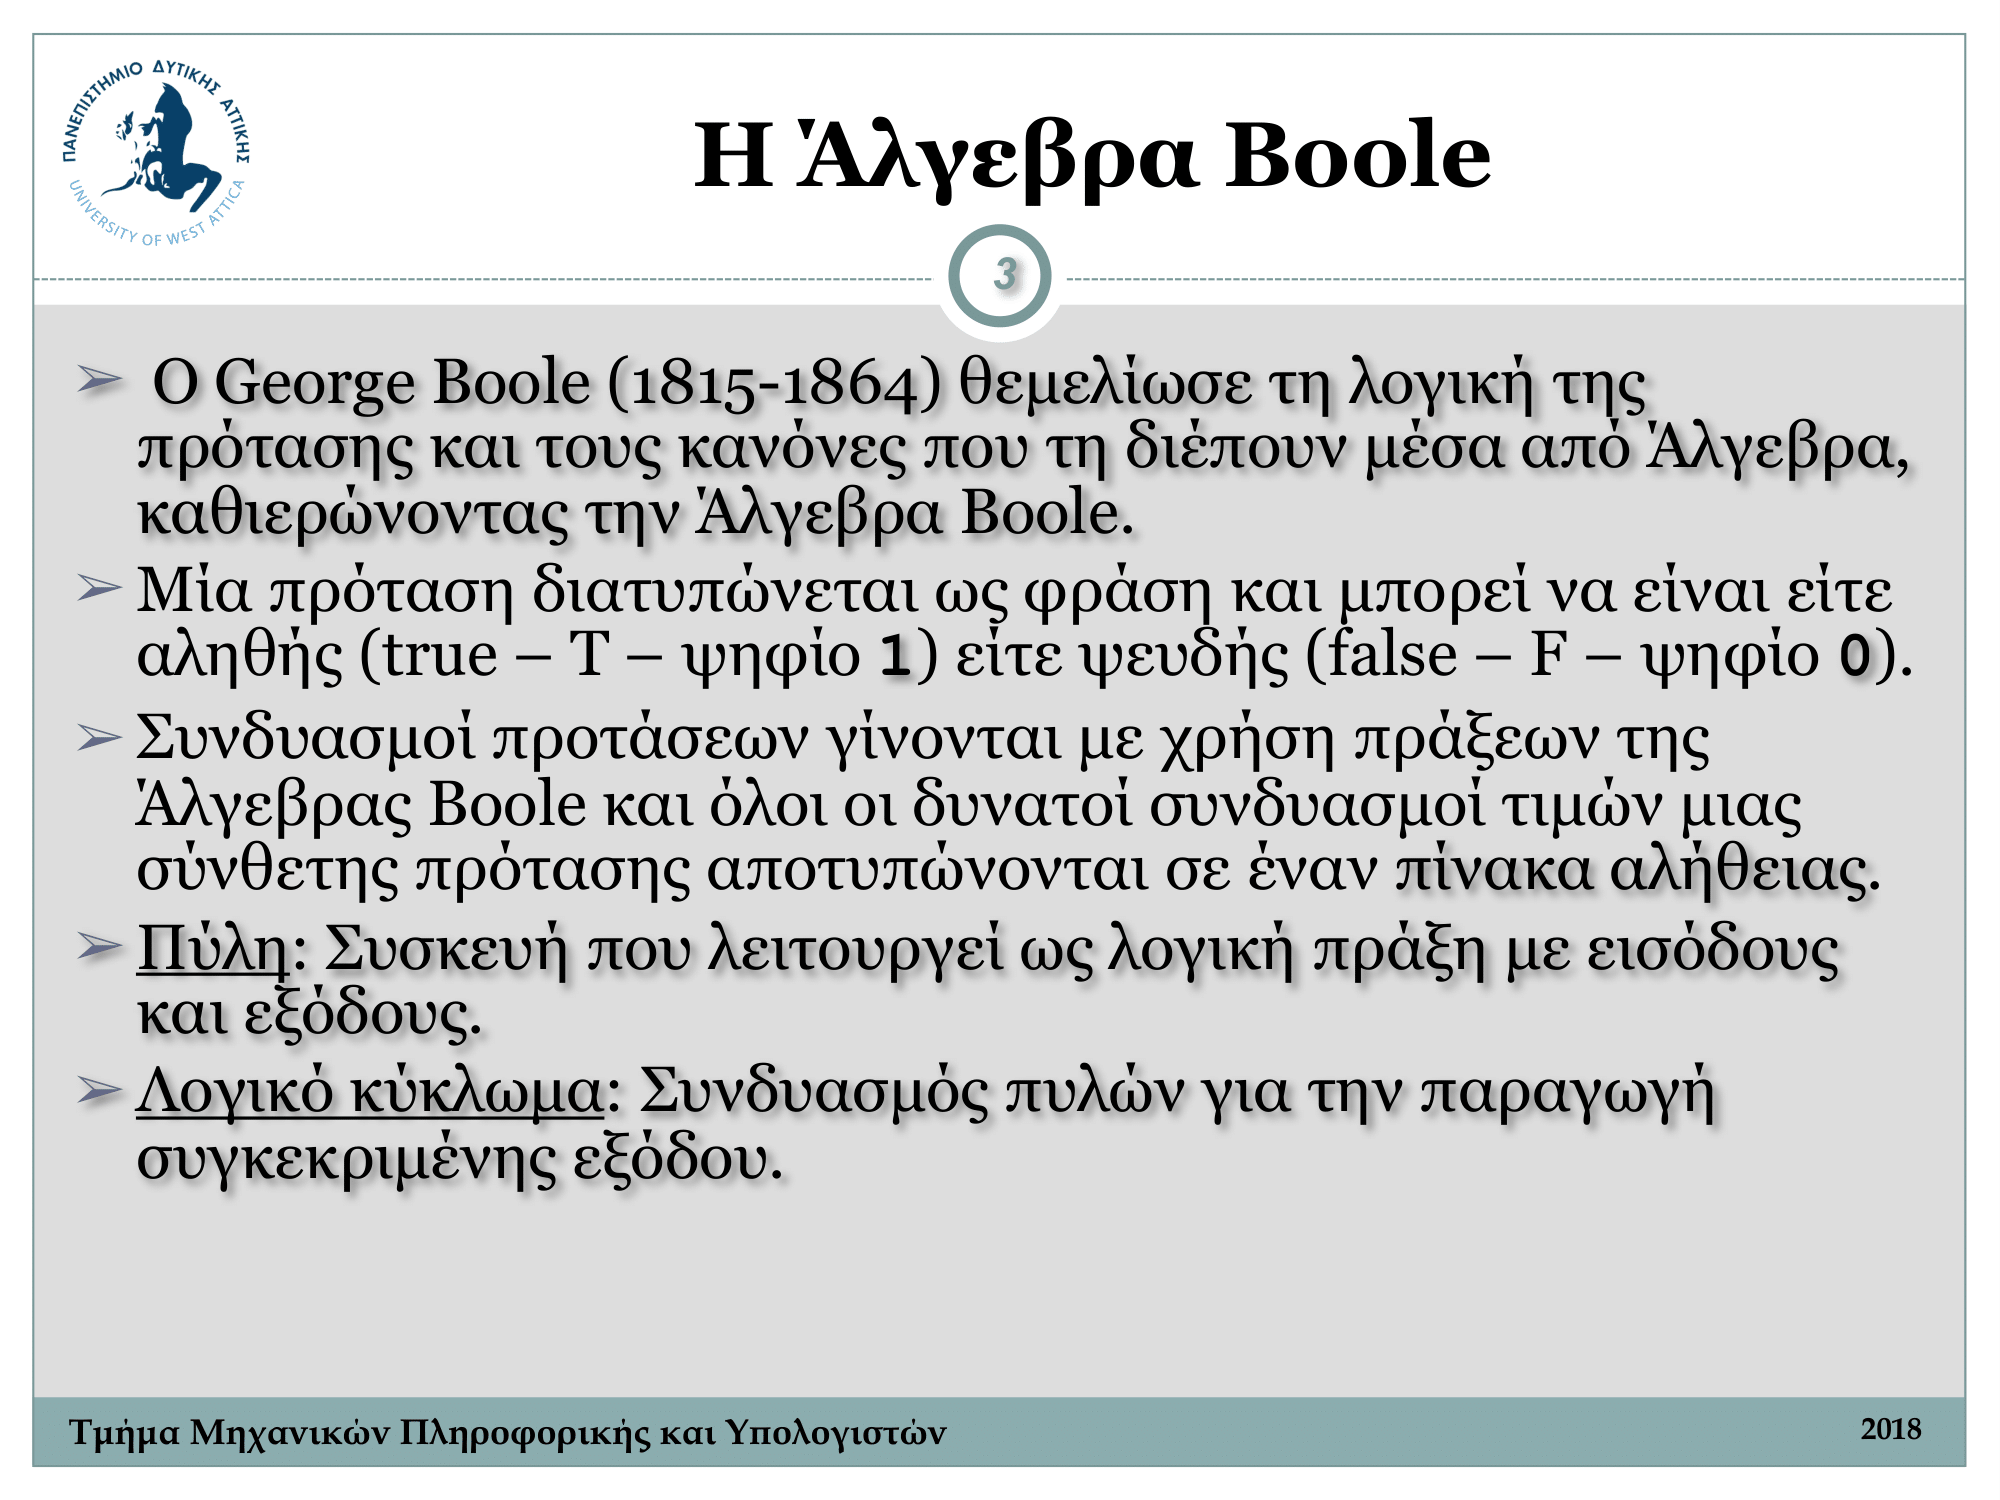 ΠΑΝΕΠΙΣΤΗΜΙΟ ΔΥΤΙΚΗΣ ΑΤΤΙΚΗΣ
UNIVERSITY OF WEST ATTICA
Η Άλγεβρα Boole
3
➢ Ο George Boole (1815-1864) θεμελίωσε τη λογική της
πρότασης και τους κανόνες που τη διέπουν μέσα από Άλγεβρα,
καθιερώνοντας την Άλγεβρα Boole.
➢ Μία πρόταση διατυπώνεται ως φράση και μπορεί να είναι είτε
αληθής (true – T – ψηφίο 1) είτε ψευδής (false – F – ψηφίο 0).
➢ Συνδυασμοί προτάσεων γίνονται με χρήση πράξεων της
Άλγεβρας Boole και όλοι οι δυνατοί συνδυασμοί τιμών μιας
σύνθετης πρότασης αποτυπώνονται σε έναν πίνακα αλήθειας.
➢ Πύλη: Συσκευή που λειτουργεί ως λογική πράξη με εισόδους
και εξόδους.
➢ Λογικό κύκλωμα: Συνδυασμός πυλών για την παραγωγή
συγκεκριμένης εξόδου.
Τμήμα Μηχανικών Πληροφορικής και Υπολογιστών
2018